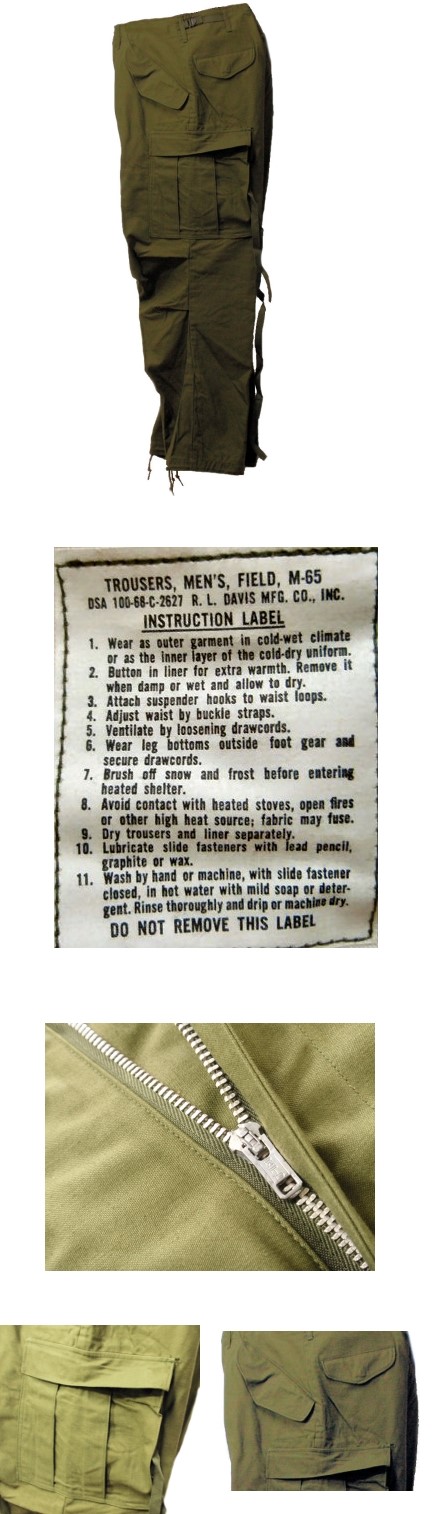 TROUSERS, MEN'S, FIELD, M-65
DSA 100-68-C-2627 R. L. DAVIS MFG. CO., INC.
INSTRUCTION LABEL
1. Wear as outer garment in cold-wet climate
or as the inner layer of the cold-dry uniform.
2. Button in liner for extra warmth. Remove it
when damp or wet and allow to dry.
3. Attach suspender hooks to waist loops.
4. Adjust waist by buckle straps.
5. Ventilate by loosening drawcords.
6. Wear leg bottoms outside foot gear and
secure drawcords.
7. Brush off snow and frost before entering
heated shelter.
8. Avoid contact with heated stoves, open fires
or other high heat source; fabric may fuse.
9. Dry trousers and liner separately.
10. Lubricate slide fasteners with lead pencil,
graphite or wax.
11. Wash by hand or machine, with slide fastener
closed, in hot water with mild soap or deter-
gent. Rinse thoroughly and drip or machine dry.
DO NOT REMOVE THIS LABEL